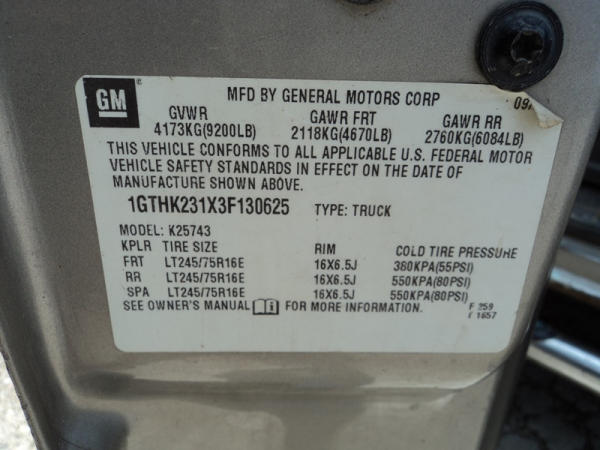 GM
MFD BY GENERAL MOTORS CORP 09/
GVWR GAWR FRT GAWR RR
4173KG(9200LB) 2118KG(4670LB) 2760KG(6084LB)
THIS VEHICLE CONFORMS TO ALL APPLICABLE U.S. FEDERAL MOTOR
VEHICLE SAFETY STANDARDS IN EFFECT ON THE DATE OF
MANUFACTURE SHOWN ABOVE.
1GTHK231X3F130625 TYPE: TRUCK
MODEL: K25743
KPLR TIRE SIZE RIM COLD TIRE PRESSURE
FRT LT245/75R16E 16X6.5J 380KPA(55PSI)
RR LT245/75R16E 16X6.5J 550KPA(80PSI)
SPA LT245/75R16E 16X6.5J 550KPA(80PSI)
SEE OWNER'S MANUAL FOR MORE INFORMATION.
F 259
1657